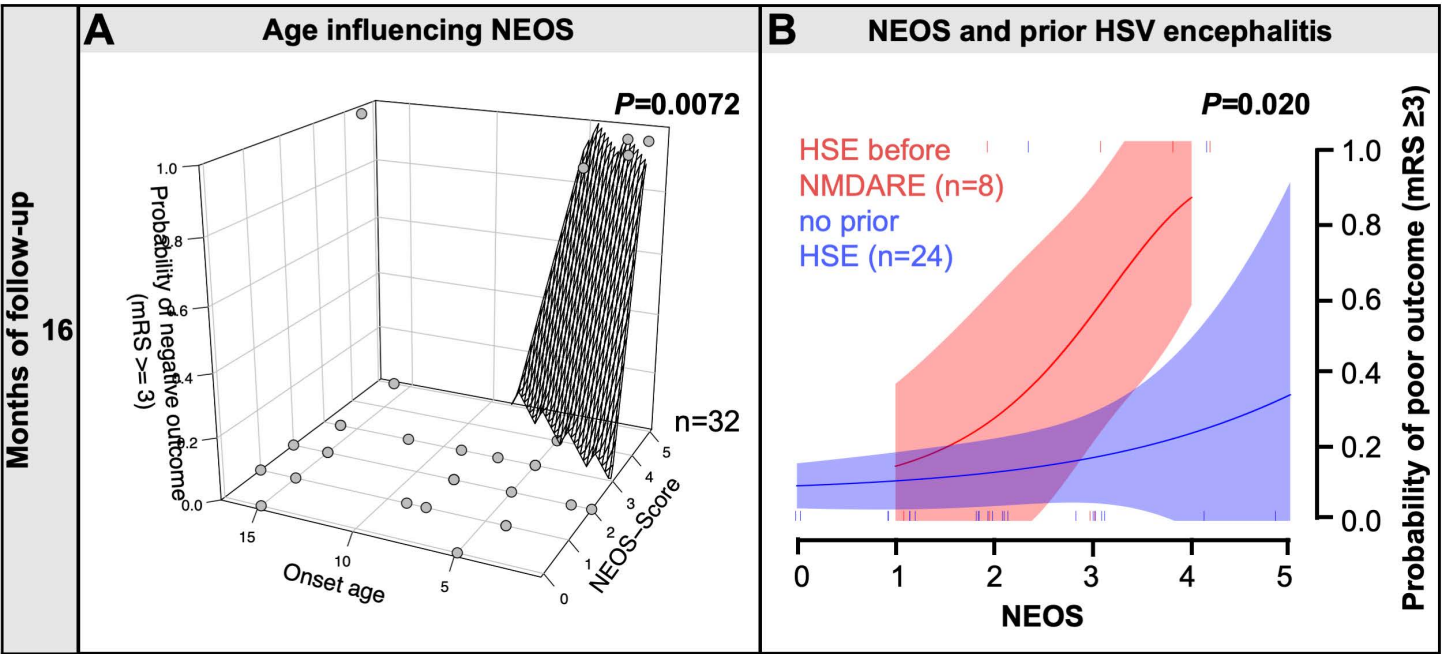 Months of follow-up
16
A
Age influencing NEOS
P=0.0072
1.0
0.8
0.6
0.4
0.2
0.0
Probability of negative outcome
(mRS >= 3)
n=32
15
10
5
Onset age
0
1
2
3
4
5
NEOS-Score
B
NEOS and prior HSV encephalitis
P=0.020
HSE before
NMDARE (n=8)
no prior
HSE (n=24)
1.0
0.8
0.6
0.4
0.2
0.0
Probability of poor outcome (mRS ≥3)
0 1 2 3 4 5
NEOS